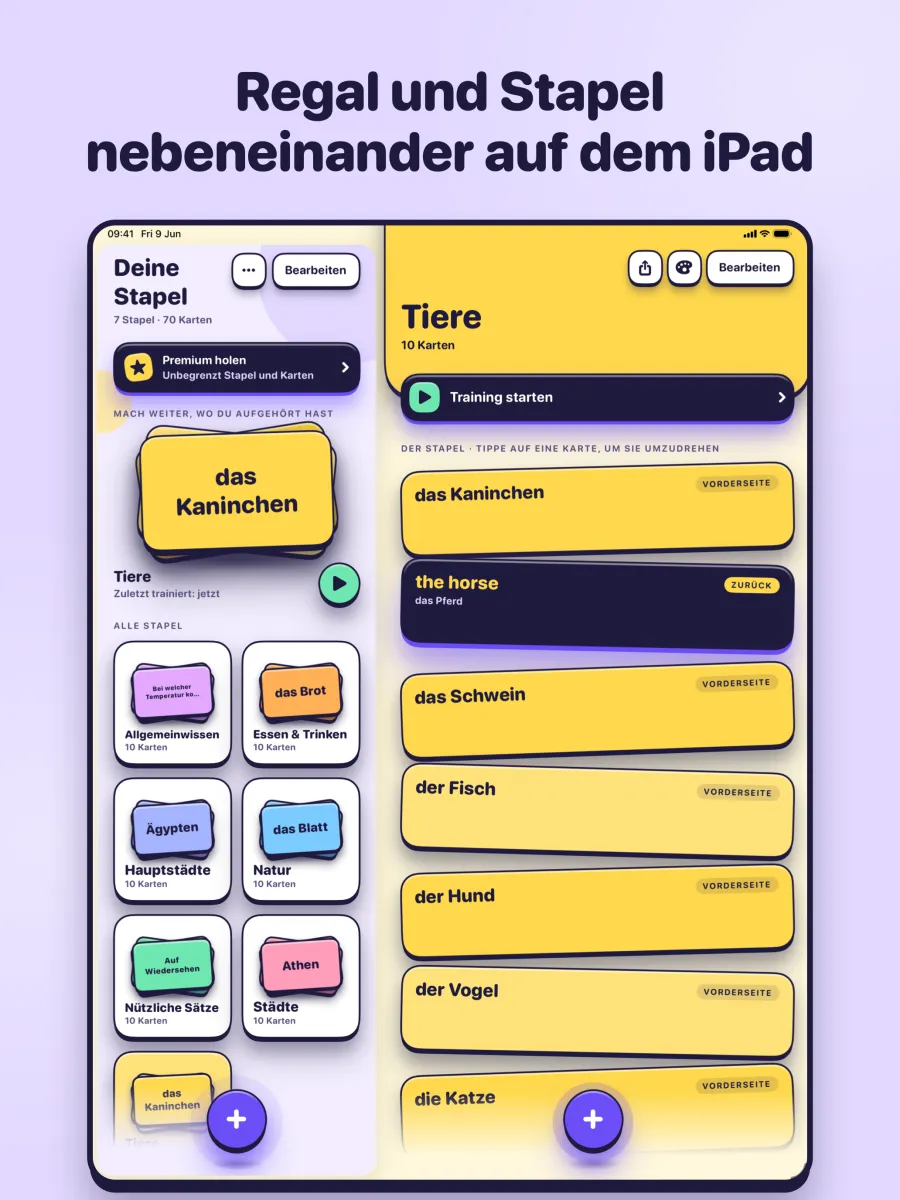 Regal und Stapel
nebeneinander auf dem iPad
09:41 Fri 9 Jun
Deine
Stapel
7 Stapel · 70 Karten
Bearbeiten
Premium holen
Unbegrenzt Stapel und Karten
MACH WEITER, WO DU AUFGEHÖRT HAST
das
Kaninchen
Tiere
Zuletzt trainiert: jetzt
ALLE STAPEL
Bei welcher
Temperatur ko...
Allgemeinwissen
10 Karten
das Brot
Essen & Trinken
10 Karten
Ägypten
Hauptstädte
10 Karten
das Blatt
Natur
10 Karten
Auf
Wiedersehen
Nützliche Sätze
10 Karten
Athen
Städte
10 Karten
das
Kaninchen
Tiere
Bearbeiten
Tiere
10 Karten
Training starten
DER STAPEL · TIPPE AUF EINE KARTE, UM SIE UMZUDREHEN
das Kaninchen
VORDERSEITE
the horse
das Pferd
ZURÜCK
das Schwein
VORDERSEITE
der Fisch
VORDERSEITE
der Hund
VORDERSEITE
der Vogel
VORDERSEITE
die Katze
VORDERSEITE